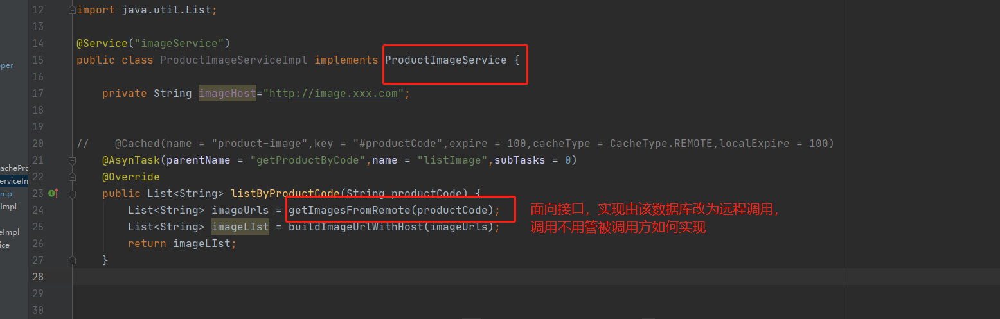 12 import java.util.List;
13
14 @Service("imageService")
15 public class ProductImageServiceImpl implements ProductImageService {
16
17 private String imageHost="http://image.xxx.com";
18
19
20 // @Cached(name = "product-image",key = "#productCode",expire = 100,cacheType = CacheType.REMOTE,localExpire = 100)
21 @AsynTask(parentName = "getProductByCode",name = "listImage",subTasks = 0)
22 @Override
23 public List<String> listByProductCode(String productCode) {
24 List<String> imageUrls = getImagesFromRemote(productCode);
25 List<String> imageLIst = buildImageUrlWithHost(imageUrls);
26 return imageLIst;
27 }
28
29
30
面向接口，实现由该数据库改为远程调用，
调用不用管被调用方如何实现
per
achePro
erviceIm
mpl
Impl
eImpl
ice